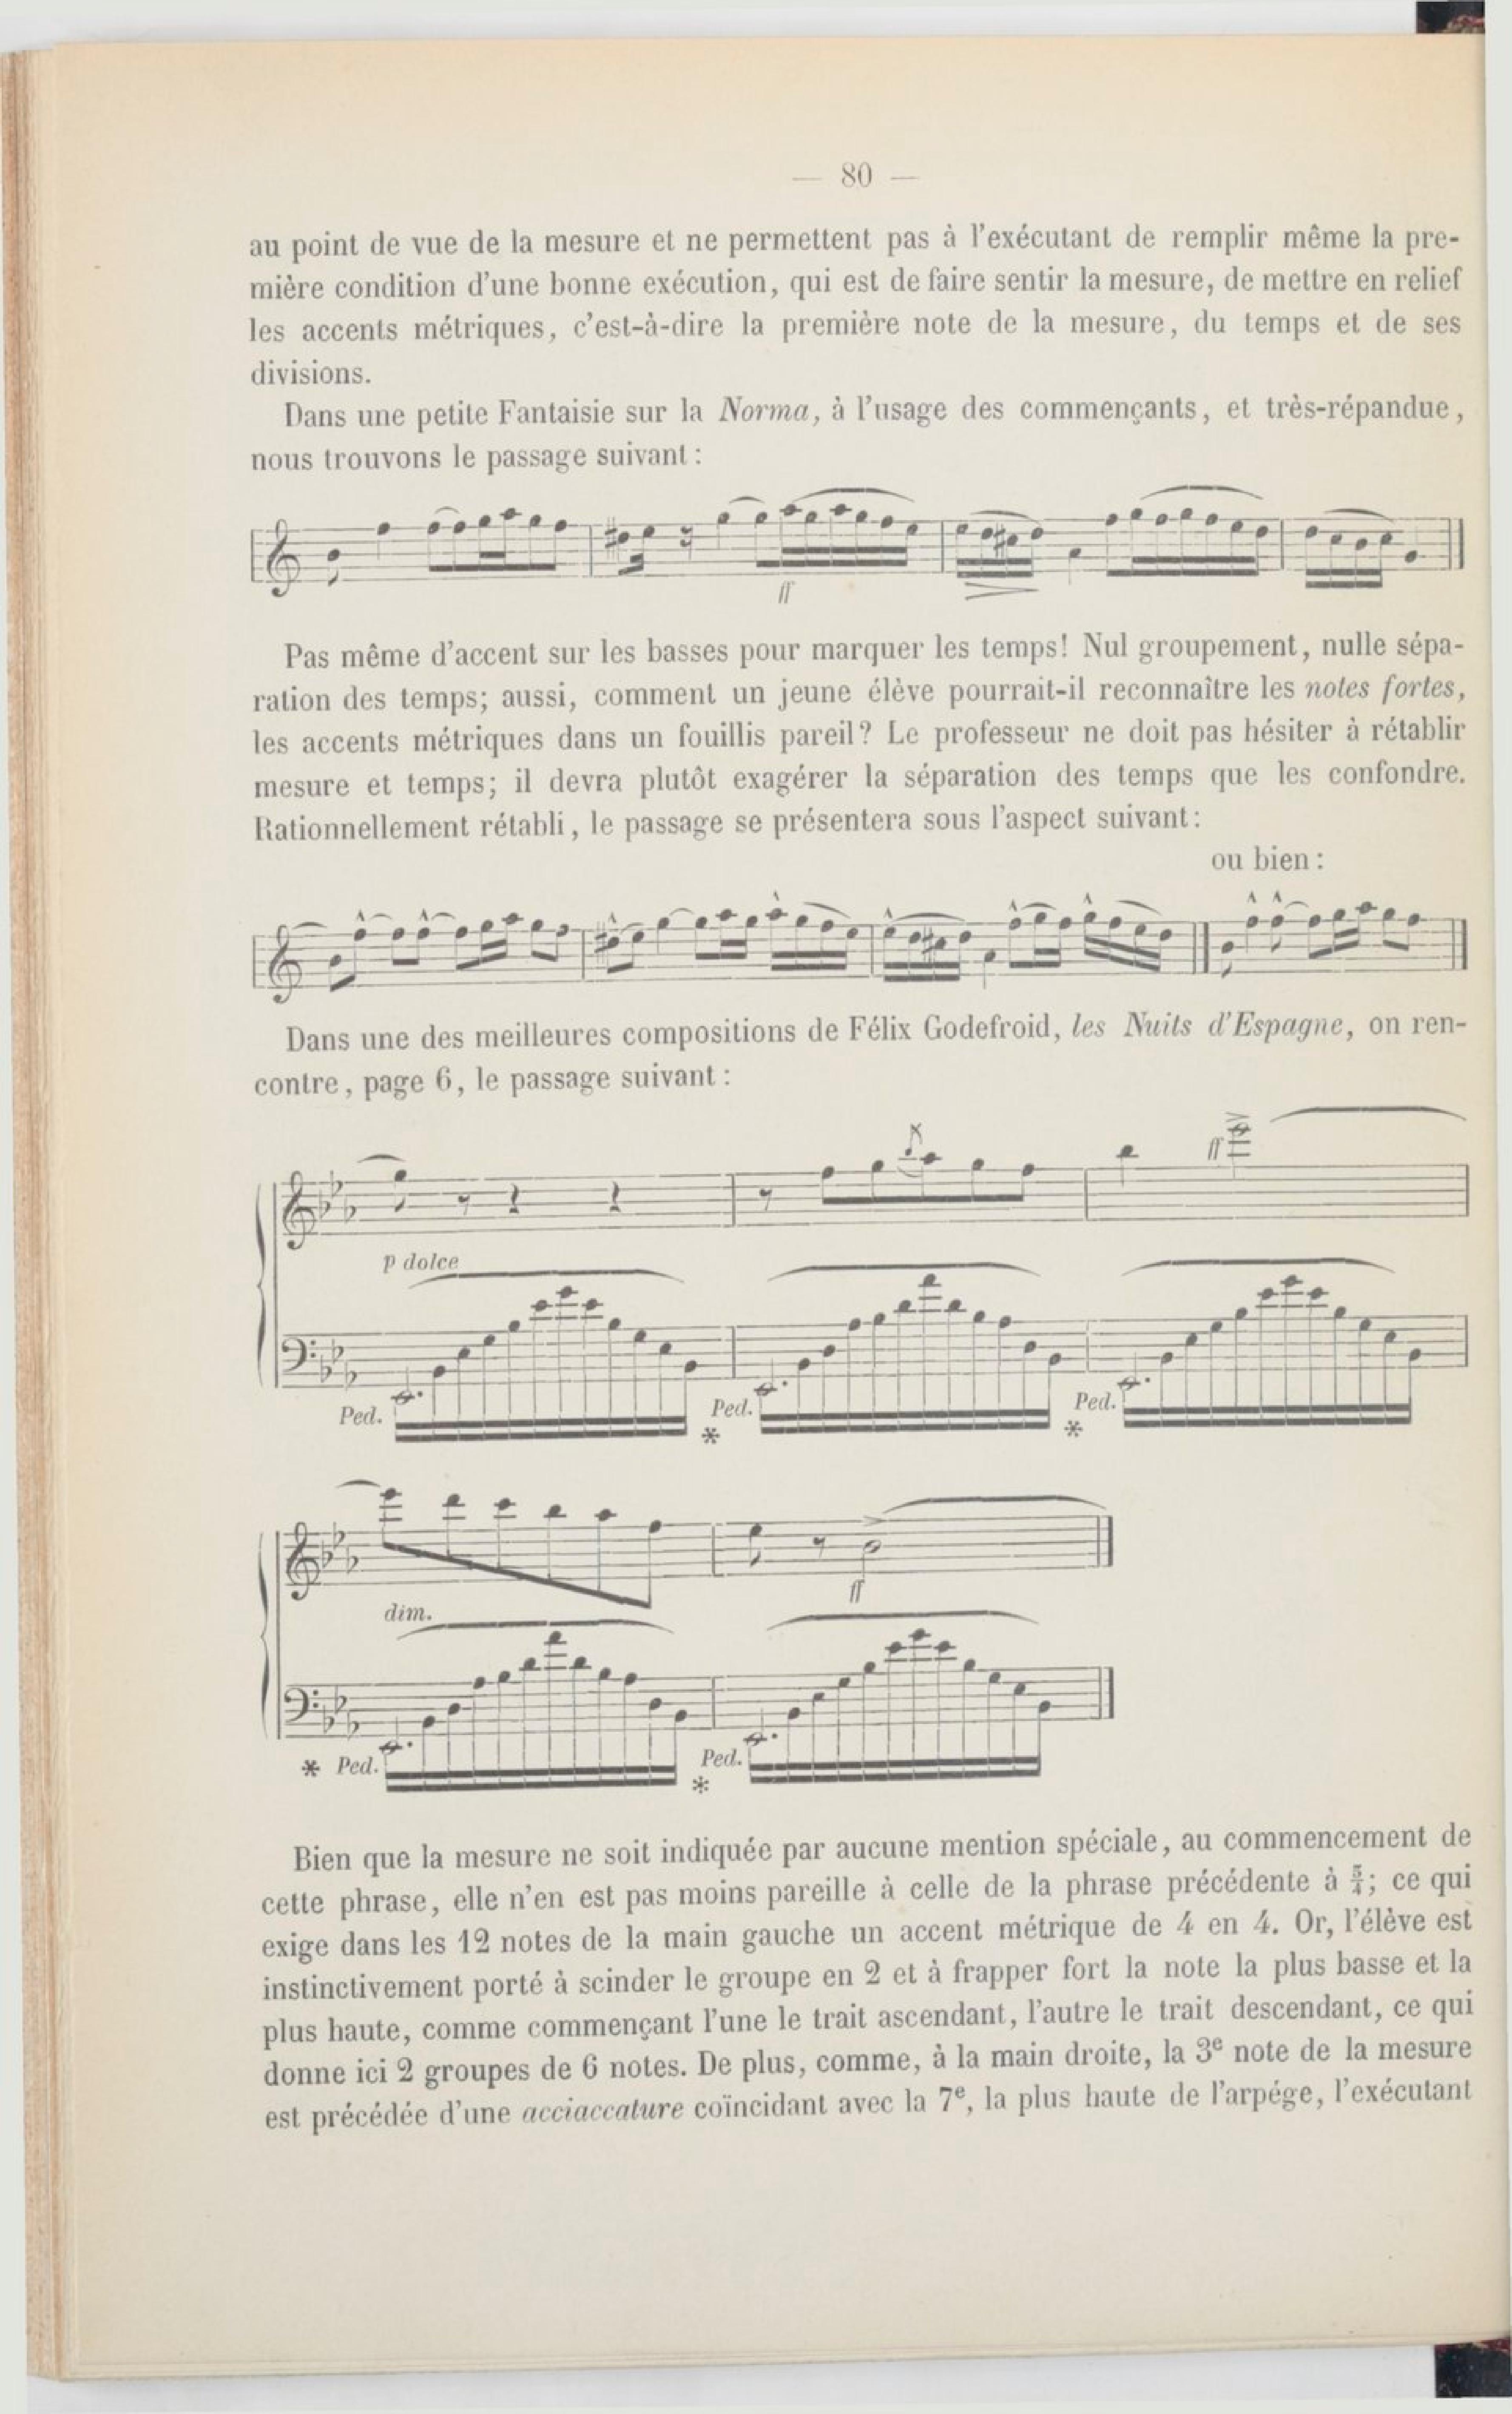 — 80 —
au point de vue de la mesure et ne permettent pas à l'exécutant de remplir même la pre-
mière condition d'une bonne exécution, qui est de faire sentir la mesure, de mettre en relief
les accents métriques, c'est-à-dire la première note de la mesure, du temps et de ses
divisions.
Dans une petite Fantaisie sur la Norma, à l'usage des commençants, et très-répandue,
nous trouvons le passage suivant :
ff
Pas même d'accent sur les basses pour marquer les temps! Nul groupement, nulle sépa-
ration des temps; aussi, comment un jeune élève pourrait-il reconnaître les notes fortes,
les accents métriques dans un fouillis pareil? Le professeur ne doit pas hésiter à rétablir
mesure et temps; il devra plutôt exagérer la séparation des temps que les confondre.
Rationnellement rétabli, le passage se présentera sous l'aspect suivant :
ou bien :
Dans une des meilleures compositions de Félix Godefroid, les Nuits d'Espagne, on ren-
contre, page 6, le passage suivant :
ff
p dolce
Ped. Ped. Ped.
* *
dim. ff
* Ped. Ped.
*
Bien que la mesure ne soit indiquée par aucune mention spéciale, au commencement de
cette phrase, elle n'en est pas moins pareille à celle de la phrase précédente à 3/4; ce qui
exige dans les 12 notes de la main gauche un accent métrique de 4 en 4. Or, l'élève est
instinctivement porté à scinder le groupe en 2 et à frapper fort la note la plus basse et la
plus haute, comme commençant l'une le trait ascendant, l'autre le trait descendant, ce qui
donne ici 2 groupes de 6 notes. De plus, comme, à la main droite, la 3e note de la mesure
est précédée d'une acciaccature coïncidant avec la 7e, la plus haute de l'arpége, l'exécutant